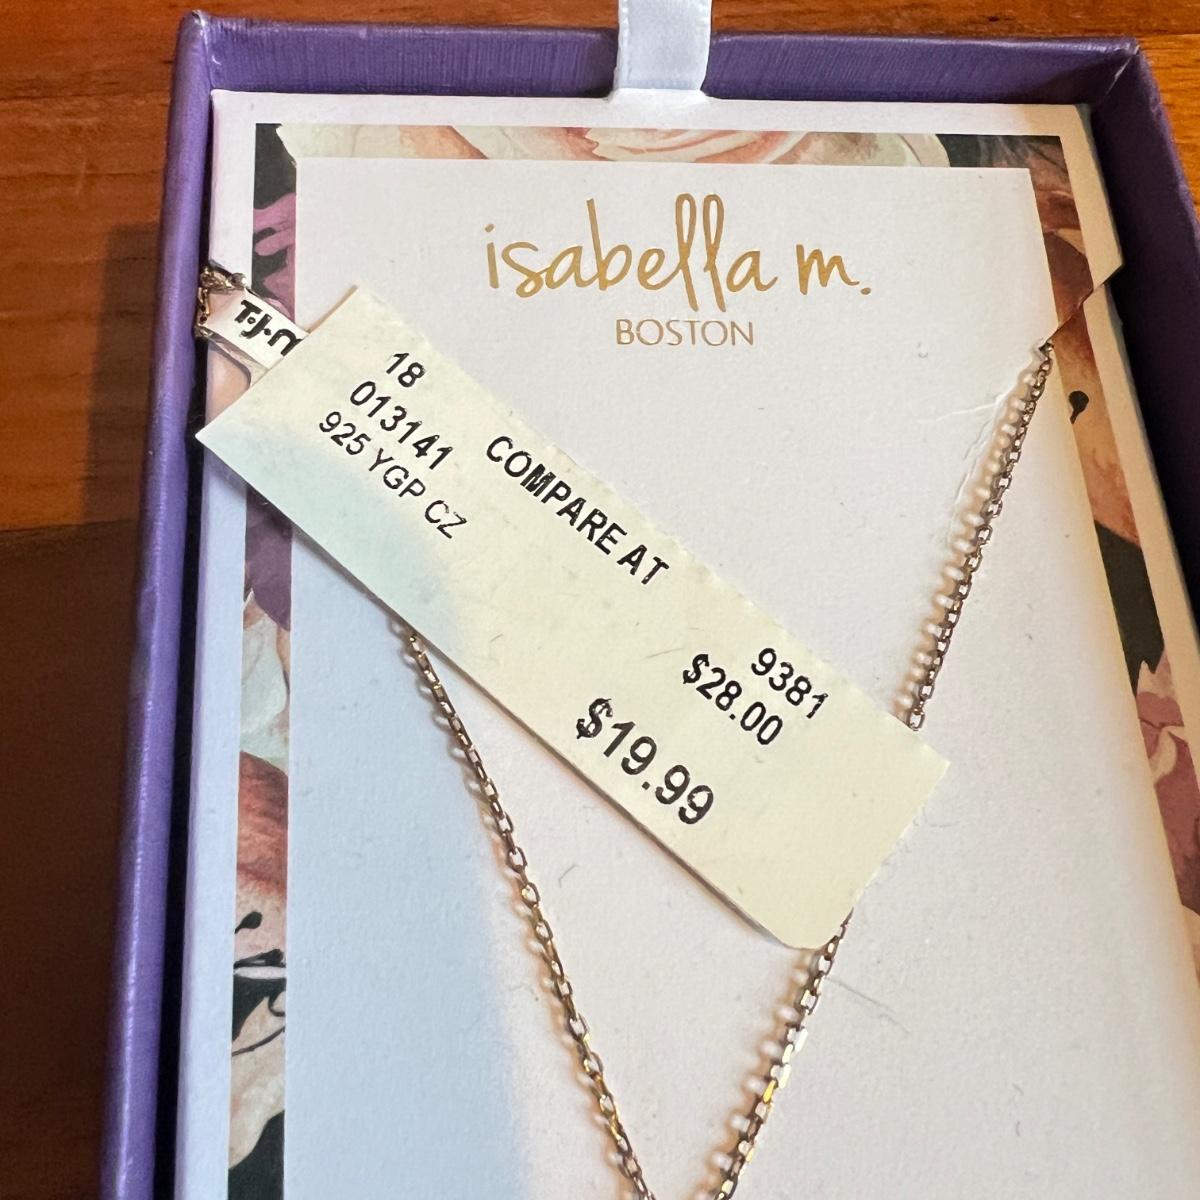 isabella m.
BOSTON
T·J·M
18
013141
925 YGP CZ
COMPARE AT
9381
$28.00
$19.99